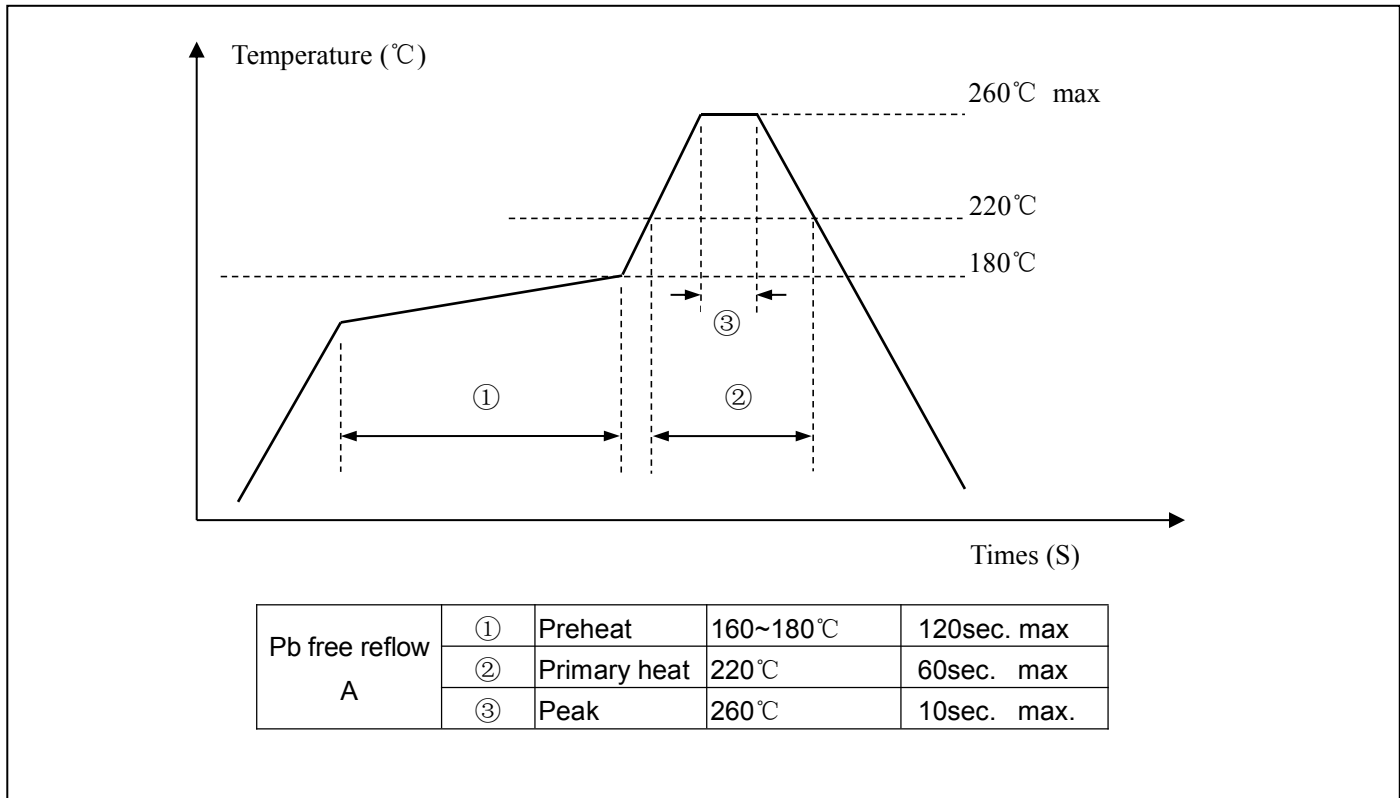 Temperature (℃)
260℃ max
220℃
180℃
③
①
②
Times (S)
Pb free reflow
A
① Preheat 160~180℃ 120sec. max
② Primary heat 220℃ 60sec. max
③ Peak 260℃ 10sec. max.